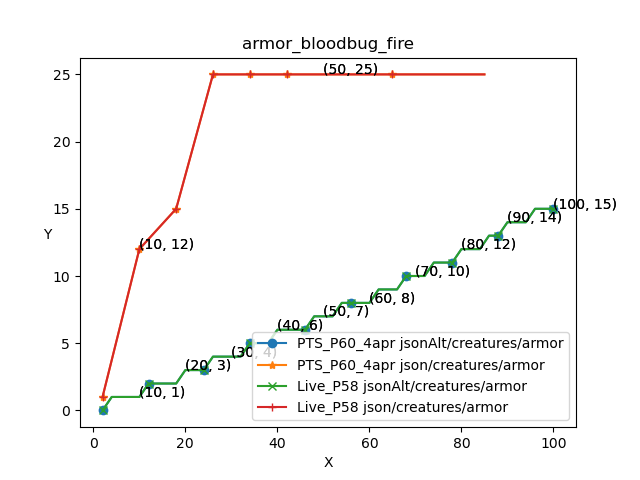 armor_bloodbug_fire
25
20
15
10
5
0
Y
(50, 25)
(10, 12)
(100, 15)
(90, 14)
(80, 12)
(70, 10)
(60, 8)
(50, 7)
(40, 6)
(30, 4)
(20, 3)
(10, 1)
PTS_P60_4apr jsonAlt/creatures/armor
PTS_P60_4apr json/creatures/armor
Live_P58 jsonAlt/creatures/armor
Live_P58 json/creatures/armor
0 20 40 60 80 100
X